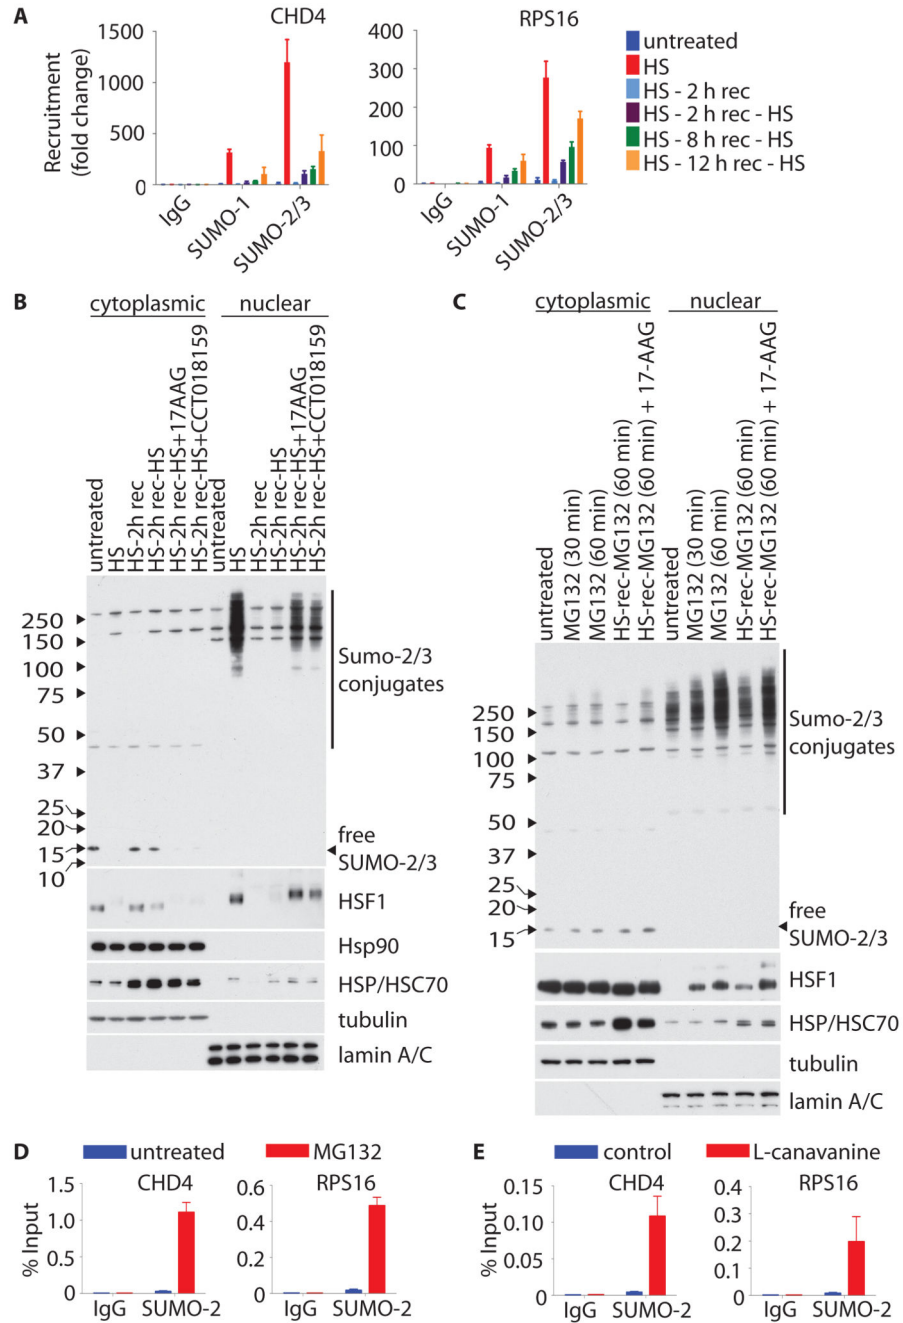 A
CHD4
RPS16
Recruitment
(fold change)
1500
1000
500
0
IgG
SUMO-1
SUMO-2/3
400
300
200
100
0
IgG
SUMO-1
SUMO-2/3
untreated
HS
HS - 2 h rec
HS - 2 h rec - HS
HS - 8 h rec - HS
HS - 12 h rec - HS
B
cytoplasmic
nuclear
untreated
HS
HS-2h rec
HS-2h rec-HS
HS-2h rec-HS+17AAG
HS-2h rec-HS+CCT018159
untreated
HS
HS-2h rec
HS-2h rec-HS
HS-2h rec-HS+17AAG
HS-2h rec-HS+CCT018159
250
150
100
75
50
37
25
20
15
10
Sumo-2/3
conjugates
free
SUMO-2/3
HSF1
Hsp90
HSP/HSC70
tubulin
lamin A/C
C
cytoplasmic
nuclear
untreated
MG132 (30 min)
MG132 (60 min)
HS-rec-MG132 (60 min)
HS-rec-MG132 (60 min) + 17-AAG
untreated
MG132 (30 min)
MG132 (60 min)
HS-rec-MG132 (60 min)
HS-rec-MG132 (60 min) + 17-AAG
250
150
100
75
50
37
25
20
15
Sumo-2/3
conjugates
free
SUMO-2/3
HSF1
HSP/HSC70
tubulin
lamin A/C
D
untreated
MG132
CHD4
RPS16
% Input
1.5
1.0
0.5
0
IgG
SUMO-2
0.6
0.4
0.2
0
IgG
SUMO-2
E
control
L-canavanine
CHD4
RPS16
% Input
0.15
0.10
0.05
0
IgG
SUMO-2
0.4
0.3
0.2
0.1
0
IgG
SUMO-2